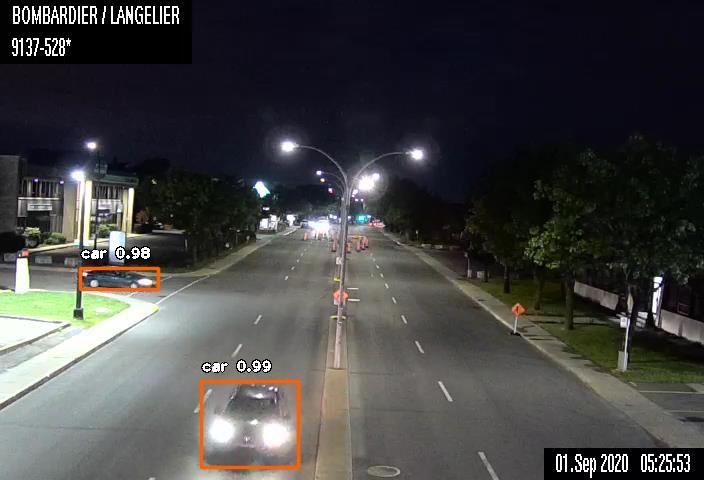 BOMBARDIER / LANGELIER
9137-528*
car 0.98
car 0.99
01.Sep 2020 05:25:53